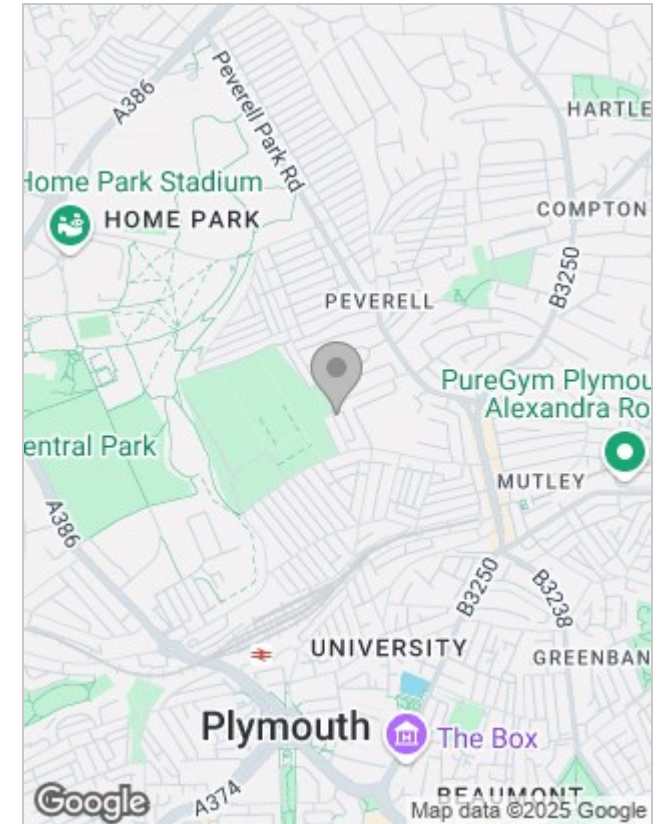 Peverell Park Rd
A386
HARTLE
Home Park Stadium
HOME PARK
COMPTON
B3250
PEVERELL
PureGym Plymou
Alexandra Ro
entral Park
MUTLEY
A386
B3250
B3238
UNIVERSITY
GREENBAN
Plymouth
The Box
BEAUMONT
A374
Google
Map data ©2025 Google